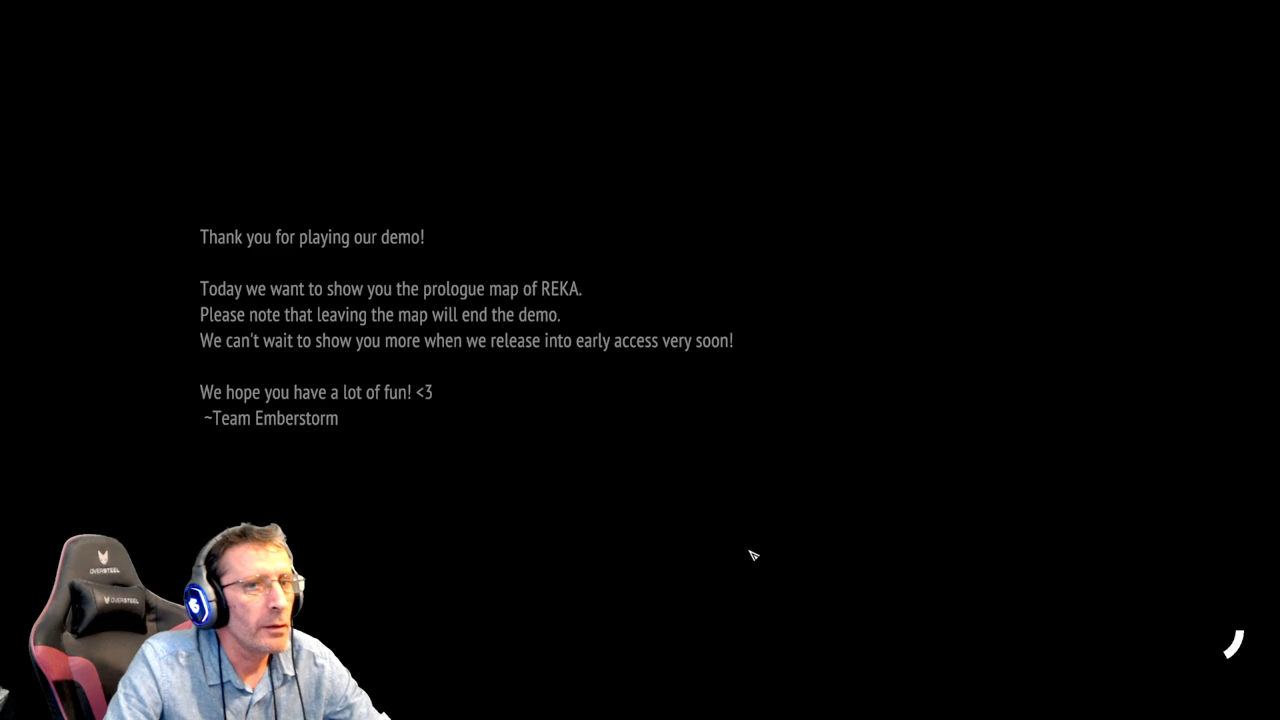 Thank you for playing our demo!
Today we want to show you the prologue map of REKA.
Please note that leaving the map will end the demo.
We can't wait to show you more when we release into early access very soon!
We hope you have a lot of fun! <3
~Team Emberstorm
OVERSTEEL
OVERSTEEL